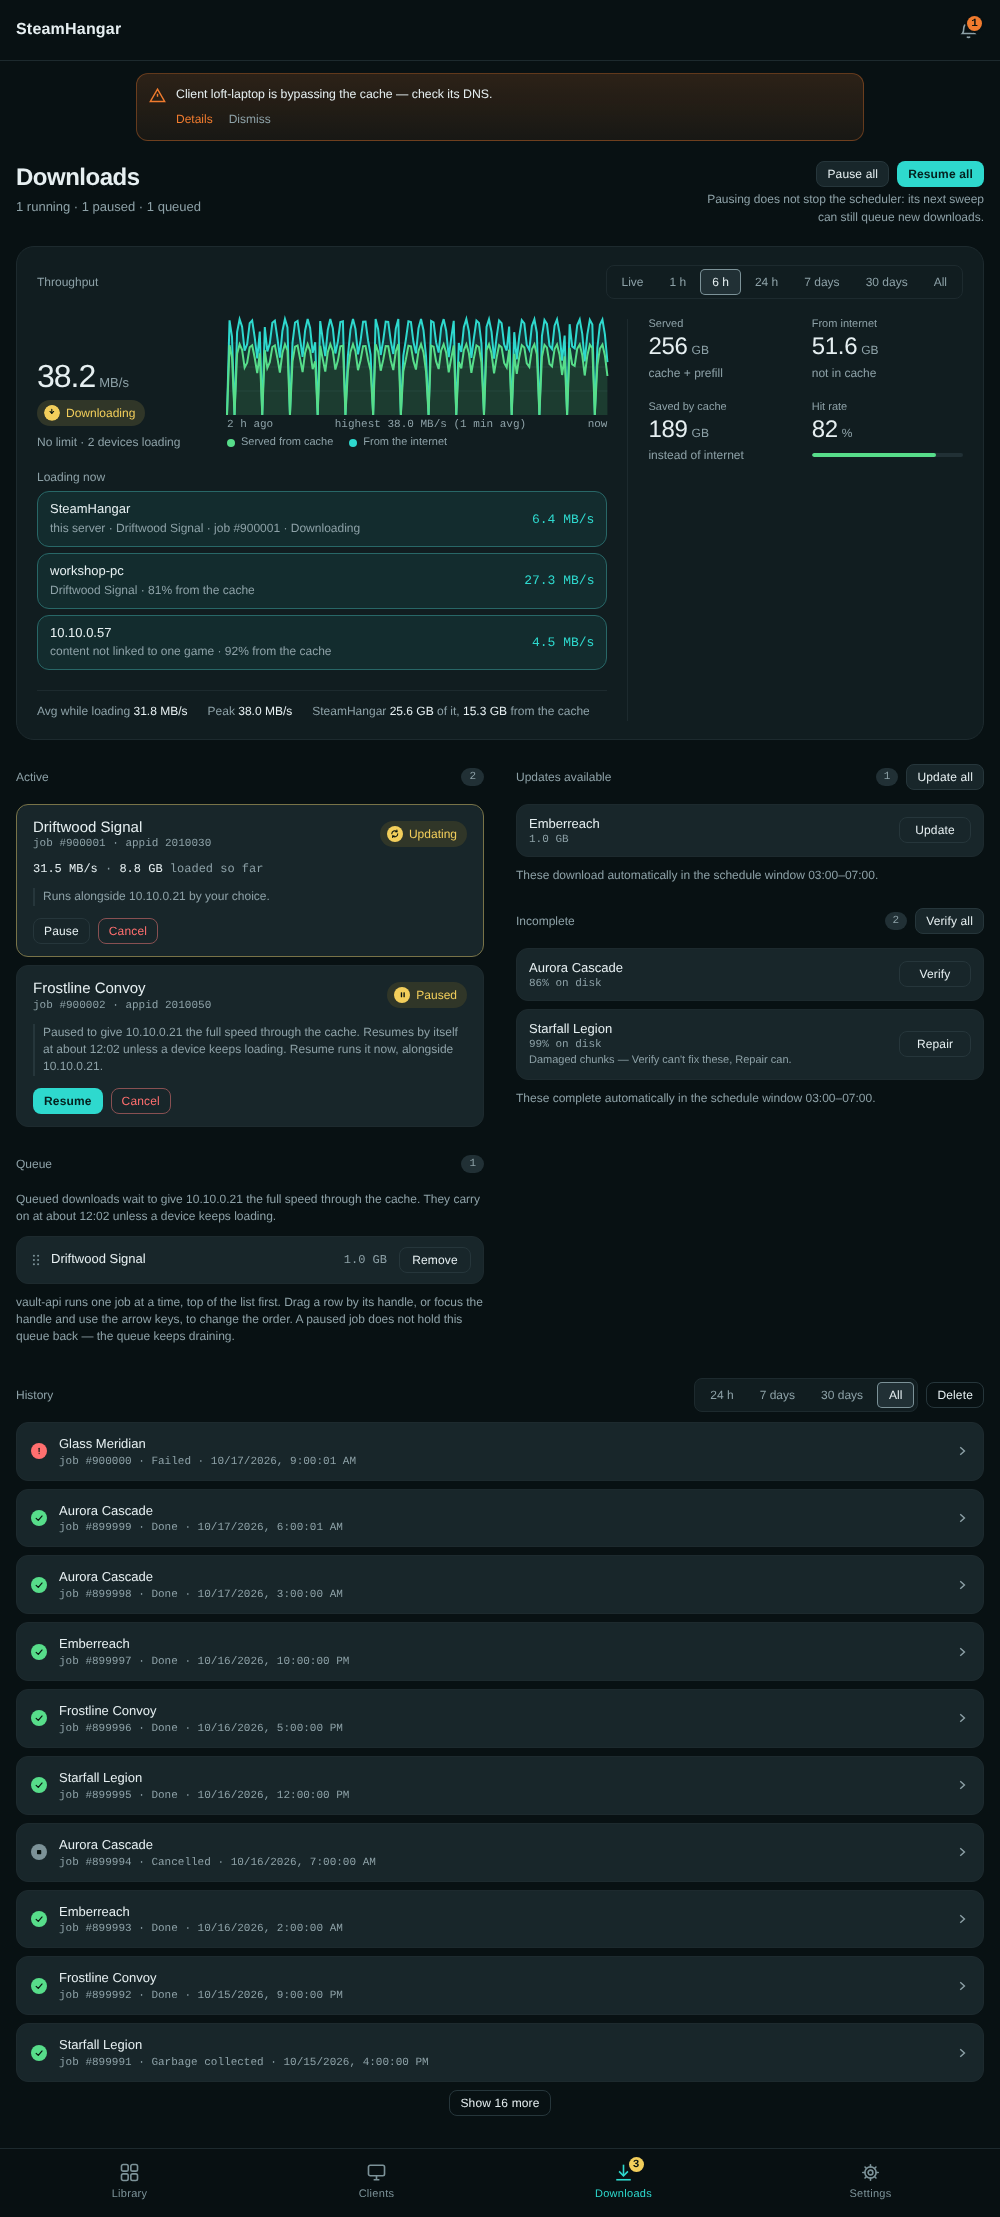 SteamHangar
1
Client loft-laptop is bypassing the cache — check its DNS.
Details Dismiss
Downloads
1 running · 1 paused · 1 queued
Pause all Resume all
Pausing does not stop the scheduler: its next sweep
can still queue new downloads.
Throughput
Live 1 h 6 h 24 h 7 days 30 days All
38.2 MB/s
Downloading
No limit · 2 devices loading
2 h ago highest 38.0 MB/s (1 min avg) now
Served from cache From the internet
Served
256 GB
cache + prefill
From internet
51.6 GB
not in cache
Saved by cache
189 GB
instead of internet
Hit rate
82 %
Loading now
SteamHangar
this server · Driftwood Signal · job #900001 · Downloading
6.4 MB/s
workshop-pc
Driftwood Signal · 81% from the cache
27.3 MB/s
10.10.0.57
content not linked to one game · 92% from the cache
4.5 MB/s
Avg while loading 31.8 MB/s Peak 38.0 MB/s SteamHangar 25.6 GB of it, 15.3 GB from the cache
Active 2
Driftwood Signal
job #900001 · appid 2010030
Updating
31.5 MB/s · 8.8 GB loaded so far
Runs alongside 10.10.0.21 by your choice.
Pause Cancel
Frostline Convoy
job #900002 · appid 2010050
Paused
Paused to give 10.10.0.21 the full speed through the cache. Resumes by itself
at about 12:02 unless a device keeps loading. Resume runs it now, alongside
10.10.0.21.
Resume Cancel
Queue 1
Queued downloads wait to give 10.10.0.21 the full speed through the cache. They carry
on at about 12:02 unless a device keeps loading.
Driftwood Signal 1.0 GB Remove
vault-api runs one job at a time, top of the list first. Drag a row by its handle, or focus the
handle and use the arrow keys, to change the order. A paused job does not hold this
queue back — the queue keeps draining.
Updates available 1 Update all
Emberreach
1.0 GB
Update
These download automatically in the schedule window 03:00–07:00.
Incomplete 2 Verify all
Aurora Cascade
86% on disk
Verify
Starfall Legion
99% on disk
Damaged chunks — Verify can't fix these, Repair can.
Repair
These complete automatically in the schedule window 03:00–07:00.
History
24 h 7 days 30 days All Delete
Glass Meridian
job #900000 · Failed · 10/17/2026, 9:00:01 AM
Aurora Cascade
job #899999 · Done · 10/17/2026, 6:00:01 AM
Aurora Cascade
job #899998 · Done · 10/17/2026, 3:00:00 AM
Emberreach
job #899997 · Done · 10/16/2026, 10:00:00 PM
Frostline Convoy
job #899996 · Done · 10/16/2026, 5:00:00 PM
Starfall Legion
job #899995 · Done · 10/16/2026, 12:00:00 PM
Aurora Cascade
job #899994 · Cancelled · 10/16/2026, 7:00:00 AM
Emberreach
job #899993 · Done · 10/16/2026, 2:00:00 AM
Frostline Convoy
job #899992 · Done · 10/15/2026, 9:00:00 PM
Starfall Legion
job #899991 · Garbage collected · 10/15/2026, 4:00:00 PM
Show 16 more
3
Library Clients Downloads Settings